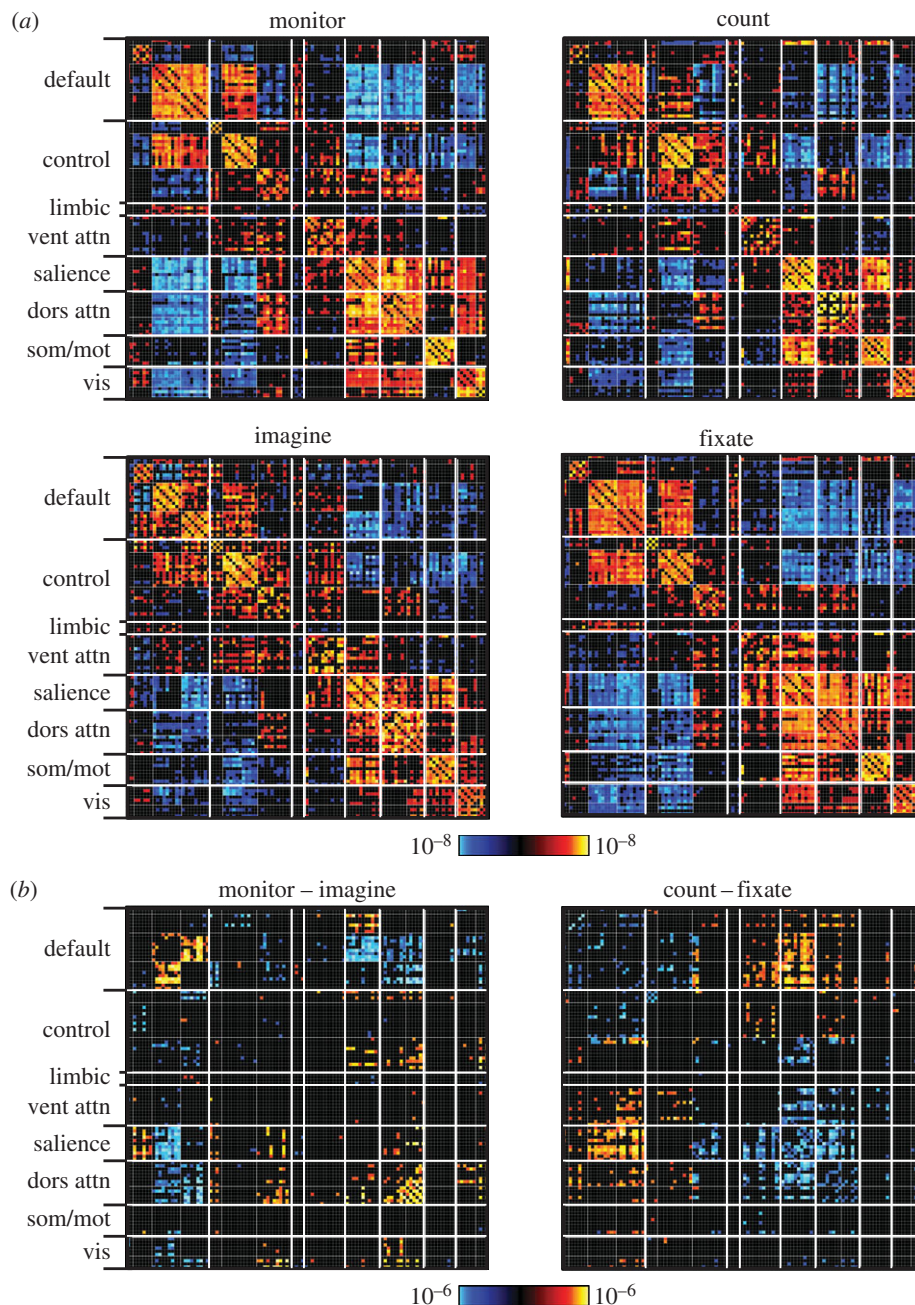 (a)
monitor
count
default
control
limbic
vent attn
salience
dors attn
som/mot
vis
imagine
fixate
default
control
limbic
vent attn
salience
dors attn
som/mot
vis
10–8 10–8
(b)
monitor – imagine
count – fixate
default
control
limbic
vent attn
salience
dors attn
som/mot
vis
10–6 10–6